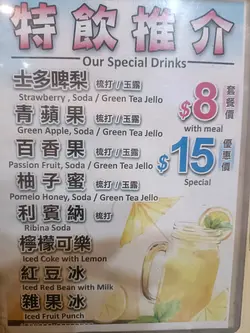 特飲推介
Our Special Drinks
士多啤梨 梳打 // 玉露
Strawberry , Soda / Green Tea Jello
青蘋果 梳打 // 玉露
Green Apple, Soda / Green Tea Jello
百香果 梳打 // 玉露
Passion Fruit, Soda / Green Tea Jello
柚子蜜 梳打 // 玉露
Pomelo Honey, Soda / Green Tea Jello
利賓納 梳打
Ribina Soda
檸檬可樂
Iced Coke with Lemon
紅豆冰
Iced Red Bean with Milk
雜果冰
Iced Fruit Punch
$8 套餐價
with meal
$15 優惠價
Special